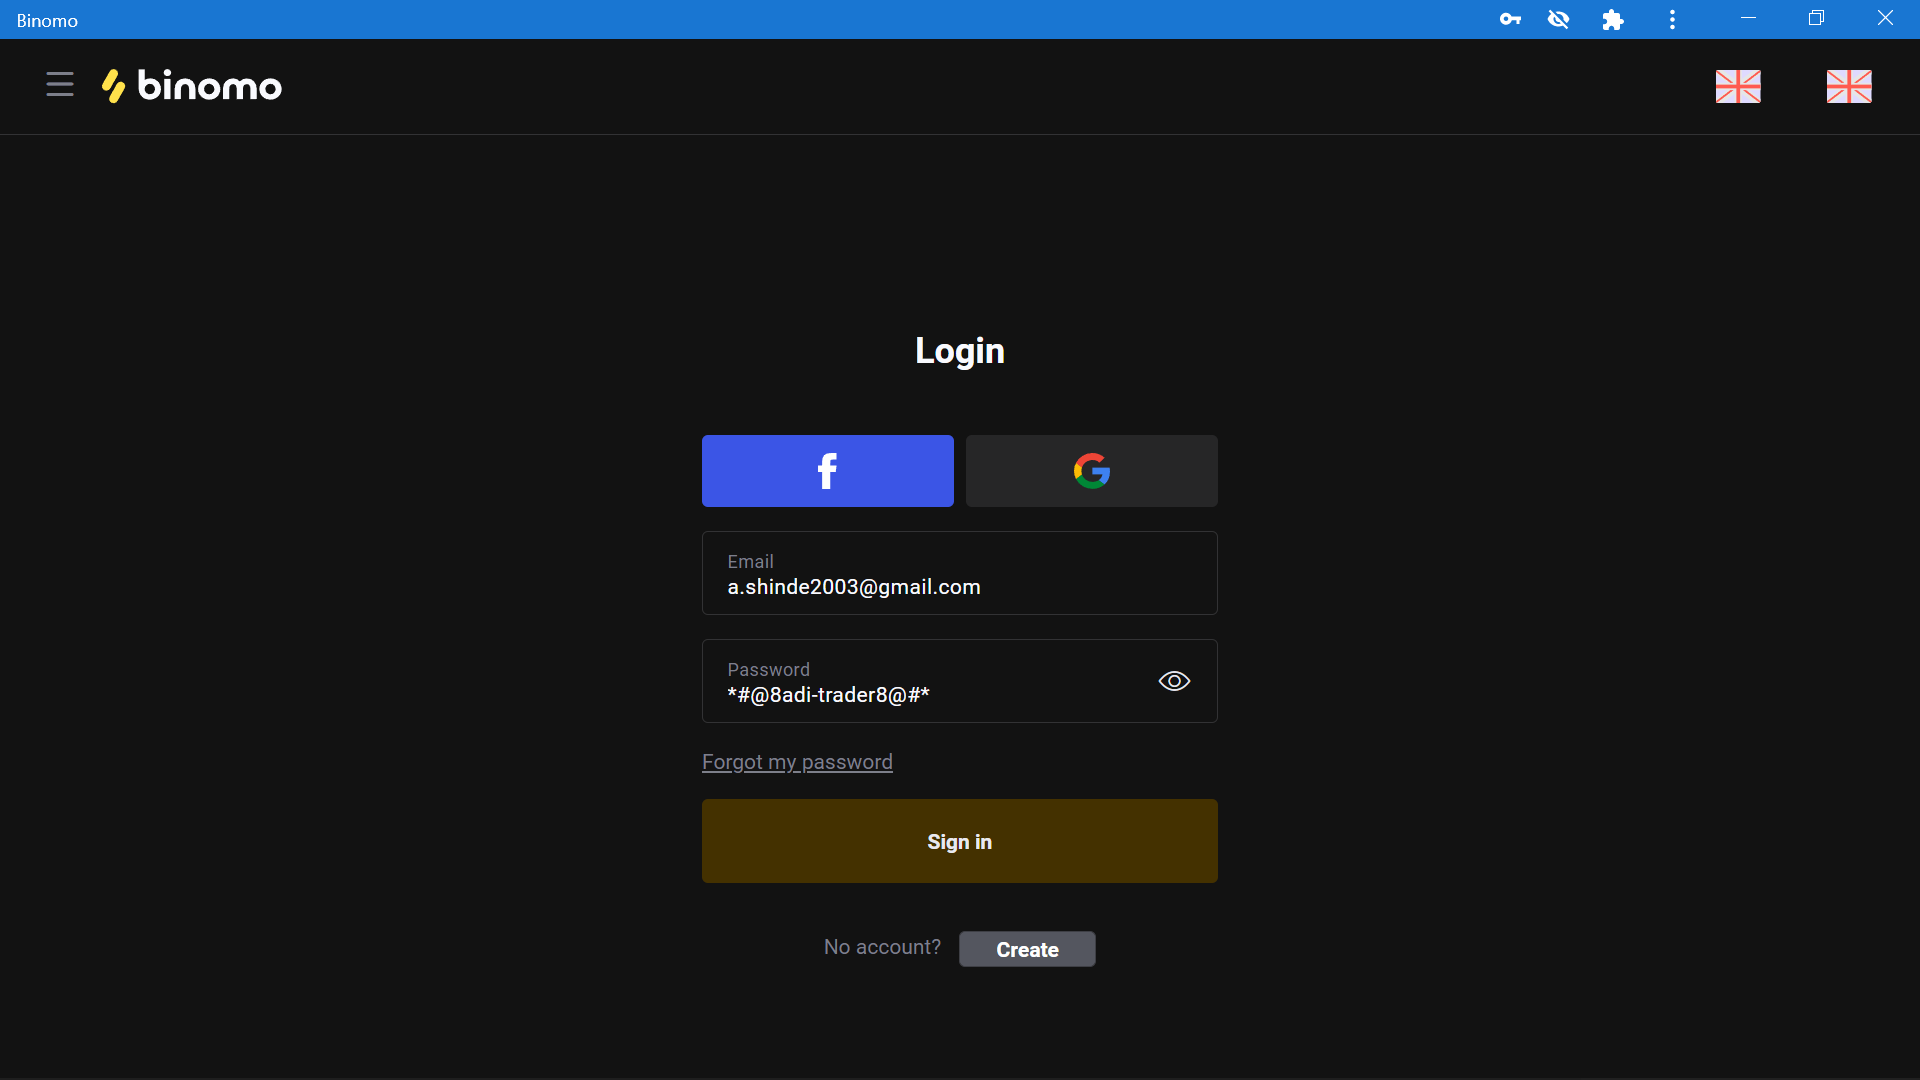 Binomo
binomo
Login
Email
a.shinde2003@gmail.com
Password
*#@8adi-trader8@#*
Forgot my password
Sign in
No account? Create